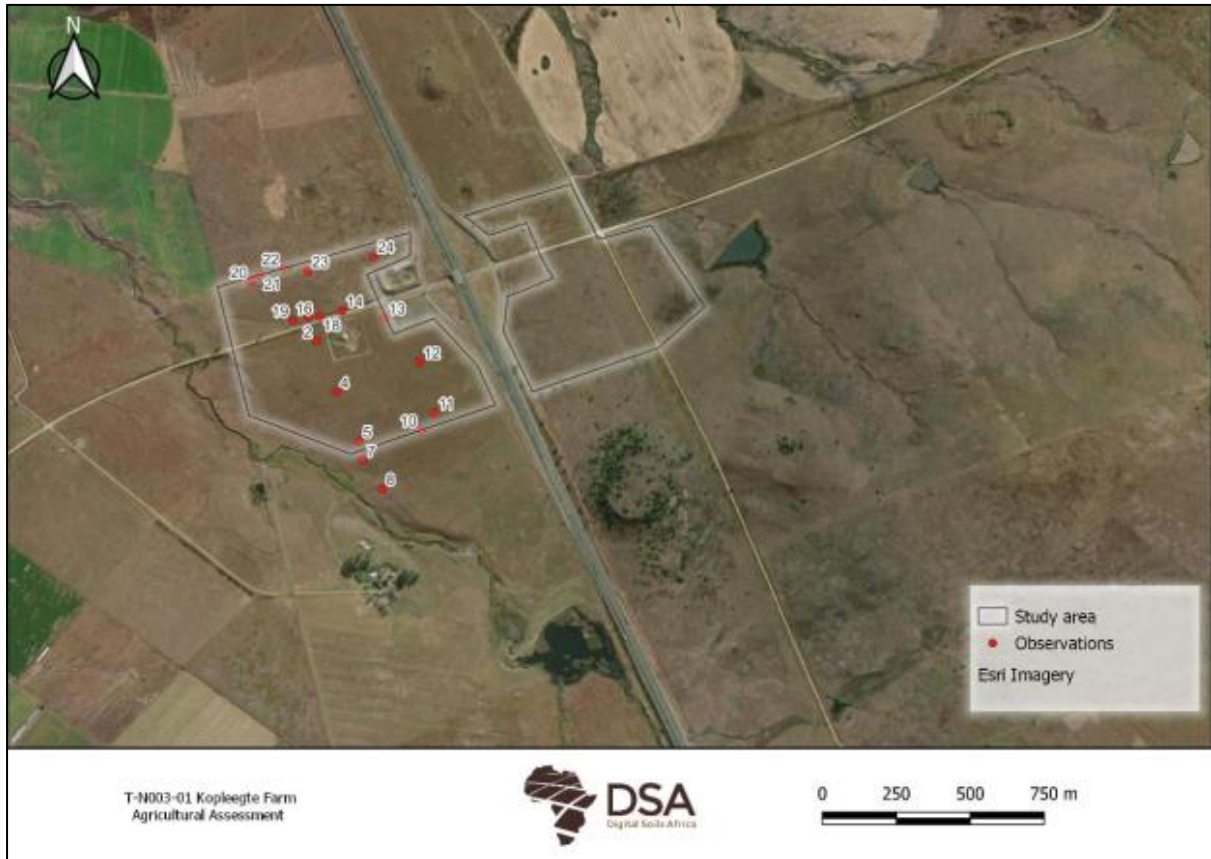 N
24
22
23
20
21
14
16
19
13
18
2
12
4
11
10
5
7
8
Study area
Observations
Esri Imagery
T-N003-01 Kopleegte Farm
Agricultural Assessment
DSA
Digital Soils Africa
0 250 500 750 m